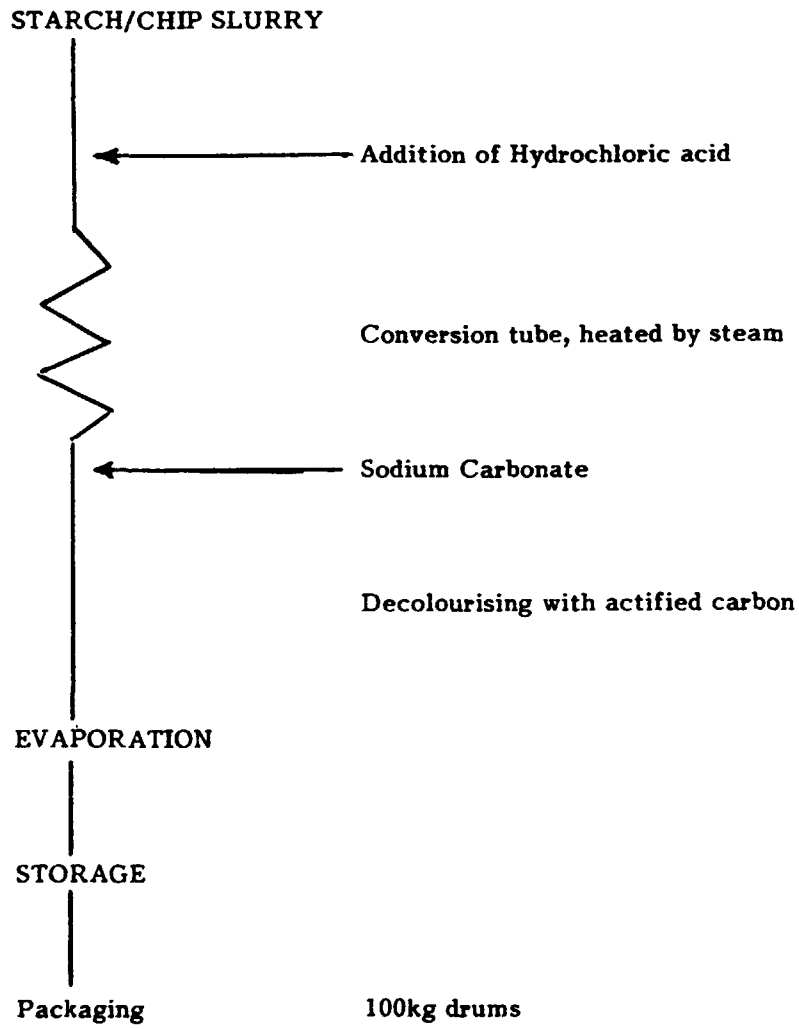 STARCH/CHIP SLURRY
Addition of Hydrochloric acid
Conversion tube, heated by steam
Sodium Carbonate
Decolourising with actified carbon
EVAPORATION
STORAGE
Packaging 100kg drums